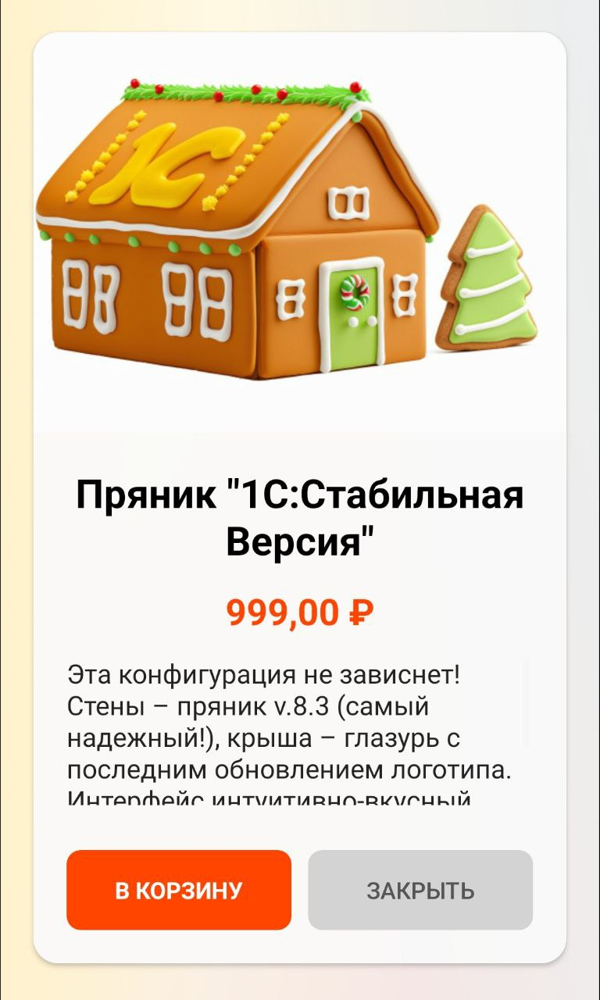 1С
Пряник "1С:Стабильная
Версия"
999,00 ₽
Эта конфигурация не зависнет!
Стены – пряник v.8.3 (самый
надежный!), крыша – глазурь с
последним обновлением логотипа.
Интерфейс интуитивно-вкусный
В КОРЗИНУ
ЗАКРЫТЬ